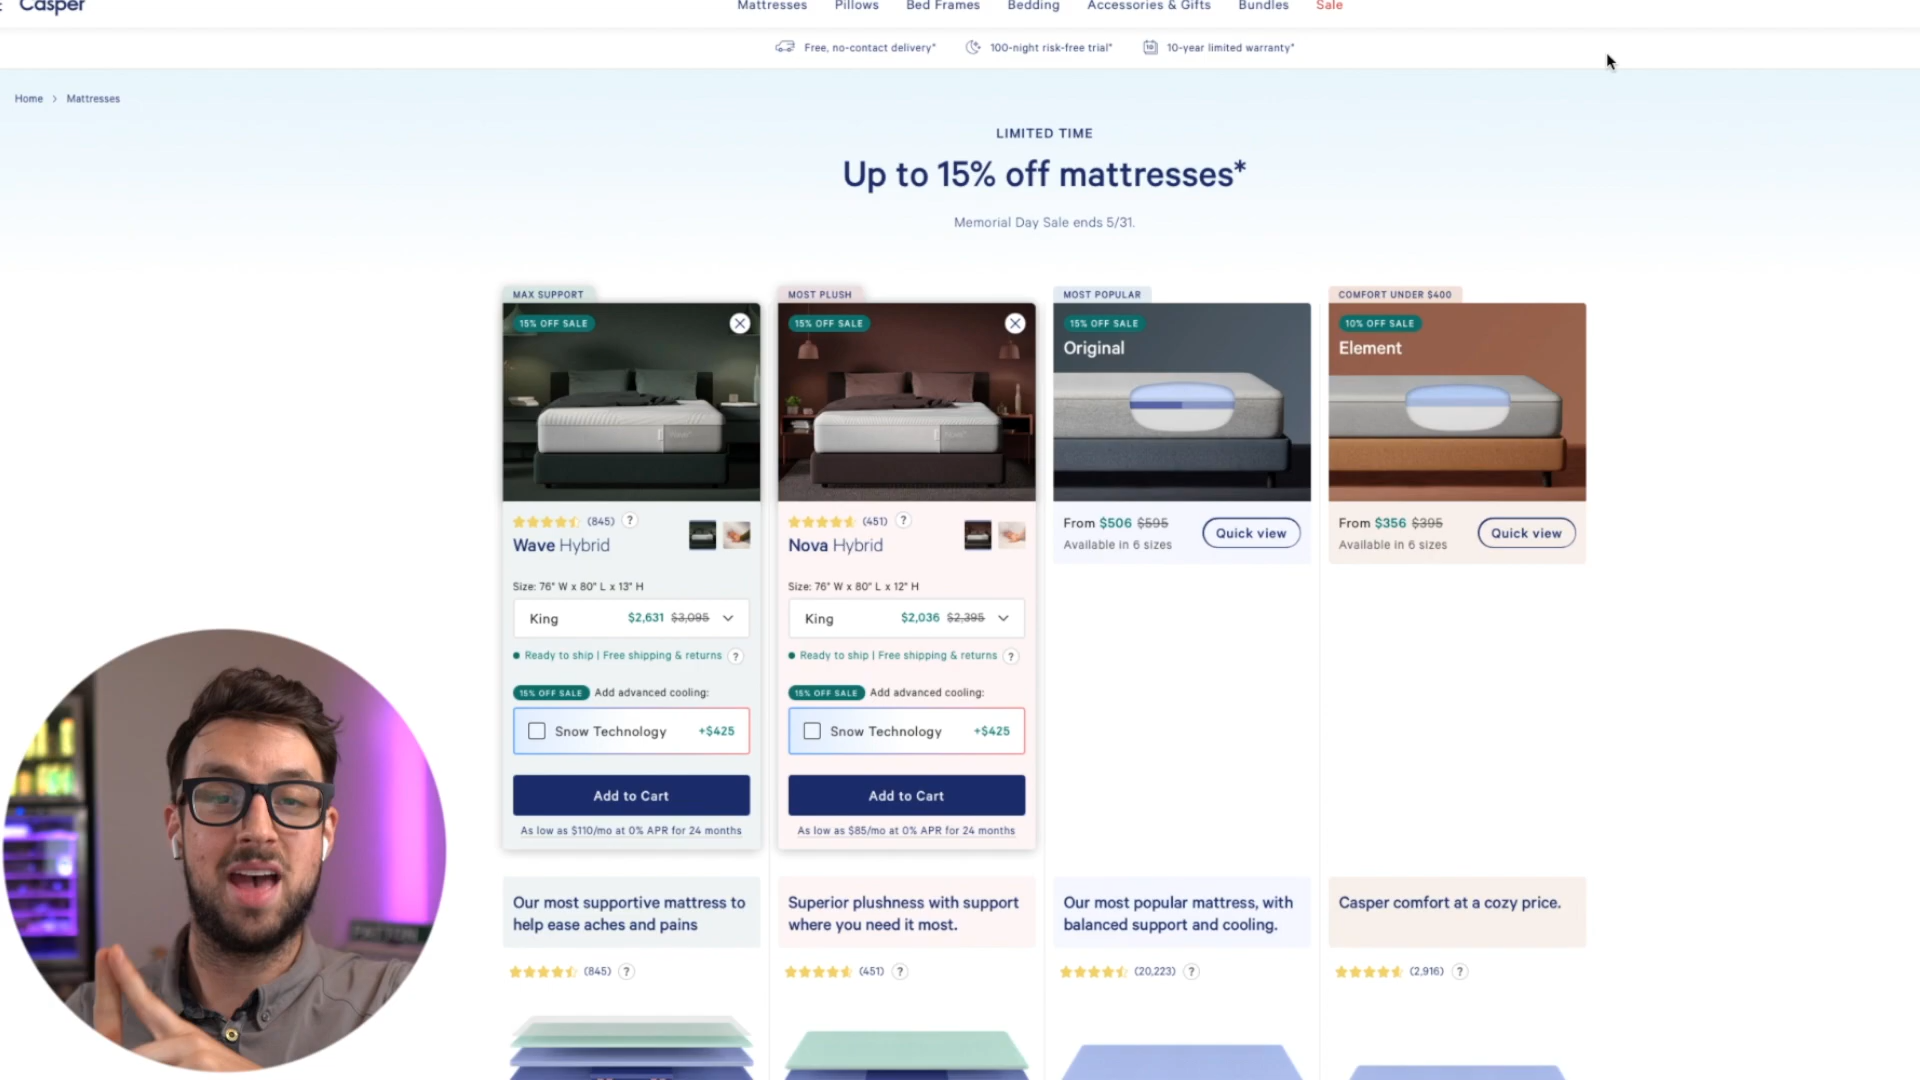 Casper
Mattresses Pillows Bed Frames Bedding Accessories & Gifts Bundles Sale
Free, no-contact delivery* 100-night risk-free trial* 10-year limited warranty*
Home > Mattresses
LIMITED TIME
Up to 15% off mattresses*
Memorial Day Sale ends 5/31.
MAX SUPPORT
15% OFF SALE
(845) ?
Wave Hybrid
Size: 76" W x 80" L x 13" H
King $2,631 $3,095
Ready to ship | Free shipping & returns ?
15% OFF SALE Add advanced cooling:
Snow Technology +$425
Add to Cart
As low as $110/mo at 0% APR for 24 months
Our most supportive mattress to
help ease aches and pains
(845) ?
MOST PLUSH
15% OFF SALE
(451) ?
Nova Hybrid
Size: 76" W x 80" L x 12" H
King $2,036 $2,395
Ready to ship | Free shipping & returns ?
15% OFF SALE Add advanced cooling:
Snow Technology +$425
Add to Cart
As low as $85/mo at 0% APR for 24 months
Superior plushness with support
where you need it most.
(451) ?
MOST POPULAR
15% OFF SALE
Original
From $506 $595
Available in 6 sizes
Quick view
Our most popular mattress, with
balanced support and cooling.
(20,223) ?
COMFORT UNDER $400
10% OFF SALE
Element
From $356 $395
Available in 6 sizes
Quick view
Casper comfort at a cozy price.
(2,916) ?